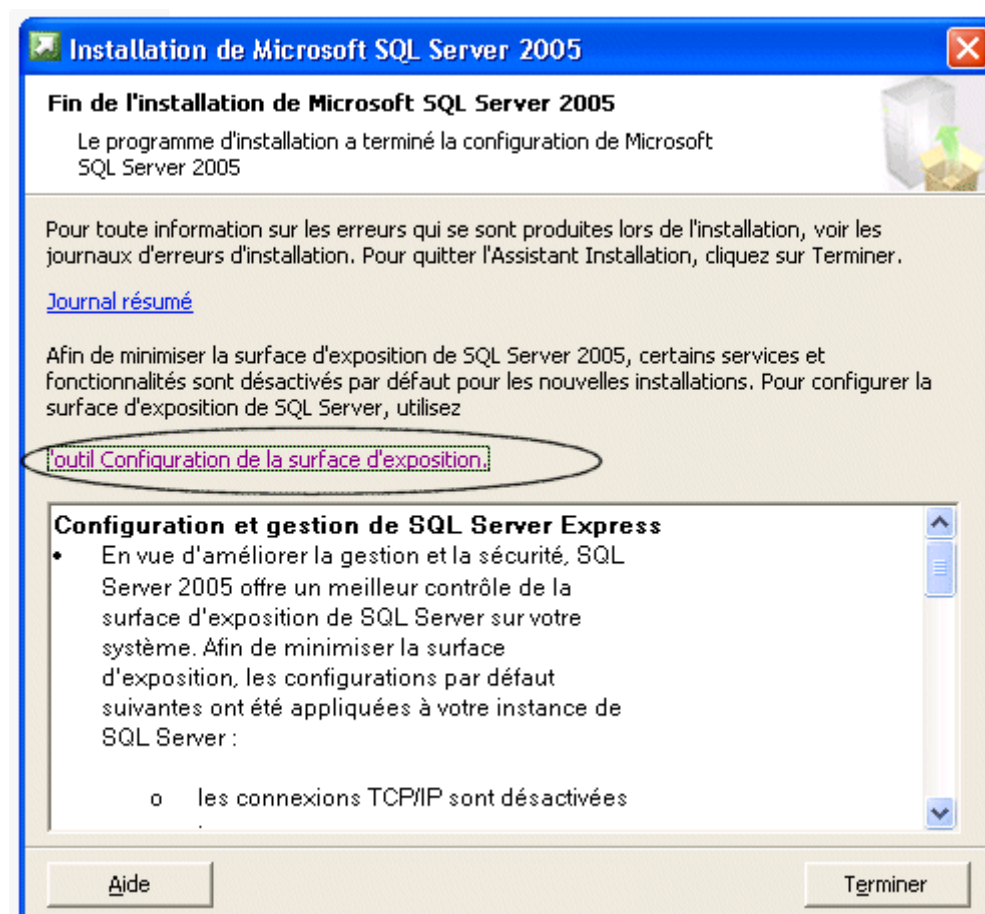 Installation de Microsoft SQL Server 2005
Fin de l'installation de Microsoft SQL Server 2005
Le programme d'installation a terminé la configuration de Microsoft
SQL Server 2005
Pour toute information sur les erreurs qui se sont produites lors de l'installation, voir les
journaux d'erreurs d'installation. Pour quitter l'Assistant Installation, cliquez sur Terminer.
Journal résumé
Afin de minimiser la surface d'exposition de SQL Server 2005, certains services et
fonctionnalités sont désactivés par défaut pour les nouvelles installations. Pour configurer la
surface d'exposition de SQL Server, utilisez
'outil Configuration de la surface d'exposition.
Configuration et gestion de SQL Server Express
• En vue d'améliorer la gestion et la sécurité, SQL
Server 2005 offre un meilleur contrôle de la
surface d'exposition de SQL Server sur votre
système. Afin de minimiser la surface
d'exposition, les configurations par défaut
suivantes ont été appliquées à votre instance de
SQL Server :
o les connexions TCP/IP sont désactivées
Aide
Terminer